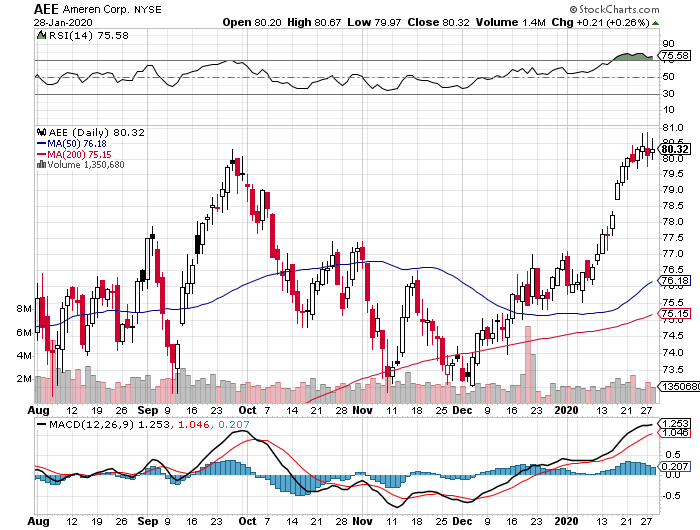 AEE Ameren Corp. NYSE © StockCharts.com
28-Jan-2020 Open 80.20 High 80.67 Low 79.97 Close 80.32 Volume 1.4M Chg +0.21 (+0.26%)
RSI(14) 75.58
90
75.58
70
50
30
10
AEE (Daily) 80.32
MA(50) 76.18
MA(200) 75.15
Volume 1,350,680
81.0
80.5
80.32
80.0
79.5
79.0
78.5
78.0
77.5
77.0
76.5
76.18
75.5
75.15
74.5
74.0
73.5
1350680
8M
6M
4M
2M
Aug 12 19 26 Sep 9 16 23 Oct 7 14 21 28 Nov 11 18 25 Dec 9 16 23 2020 13 21 27
MACD(12,26,9) 1.253, 1.046, 0.207
1.253
1.046
0.5
0.207
0.0
-0.5
Aug 12 19 26 Sep 9 16 23 Oct 7 14 21 28 Nov 11 18 25 Dec 9 16 23 2020 13 21 27